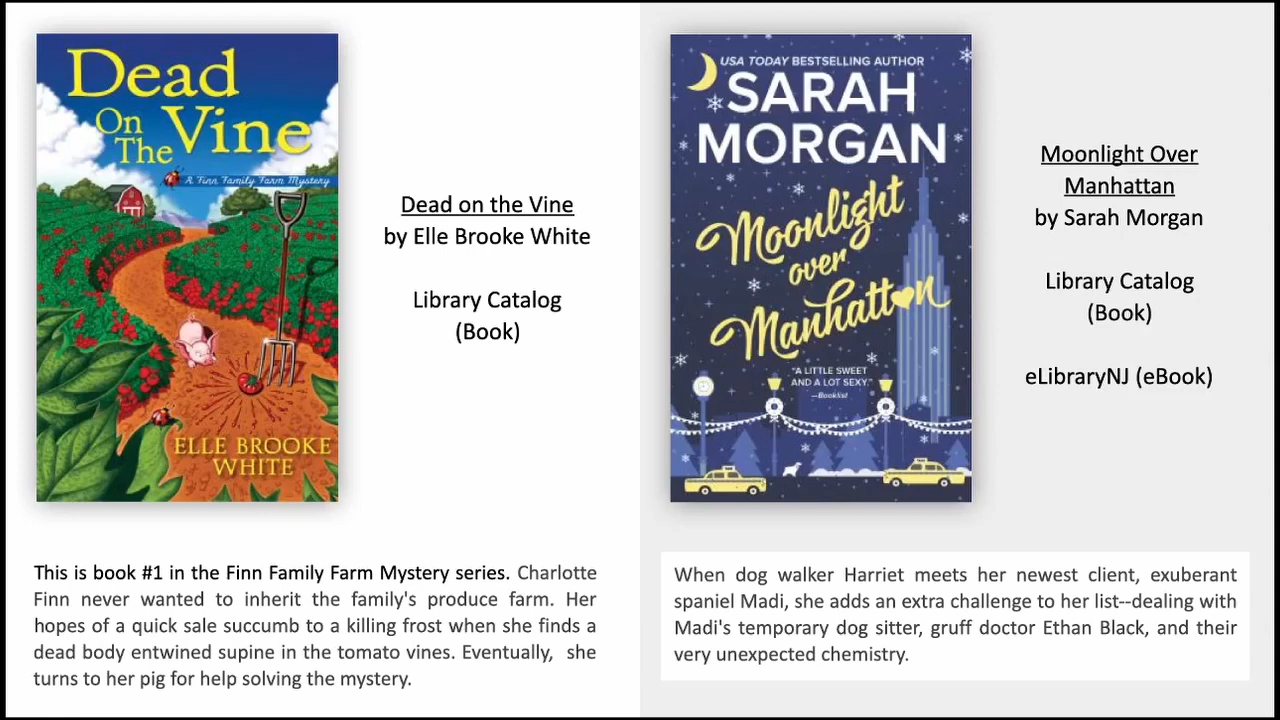 Dead
On
The
Vine
A Finn Family Farm Mystery
ELLE BROOKE
WHITE
Dead on the Vine
by Elle Brooke White
Library Catalog
(Book)
This is book #1 in the Finn Family Farm Mystery series. Charlotte
Finn never wanted to inherit the family's produce farm. Her
hopes of a quick sale succumb to a killing frost when she finds a
dead body entwined supine in the tomato vines. Eventually, she
turns to her pig for help solving the mystery.
USA TODAY BESTSELLING AUTHOR
SARAH
MORGAN
Moonlight
over
Manhattan
"A LITTLE SWEET
AND A LOT SEXY."
—Booklist
Moonlight Over
Manhattan
by Sarah Morgan
Library Catalog
(Book)
eLibraryNJ (eBook)
When dog walker Harriet meets her newest client, exuberant
spaniel Madi, she adds an extra challenge to her list--dealing with
Madi's temporary dog sitter, gruff doctor Ethan Black, and their
very unexpected chemistry.